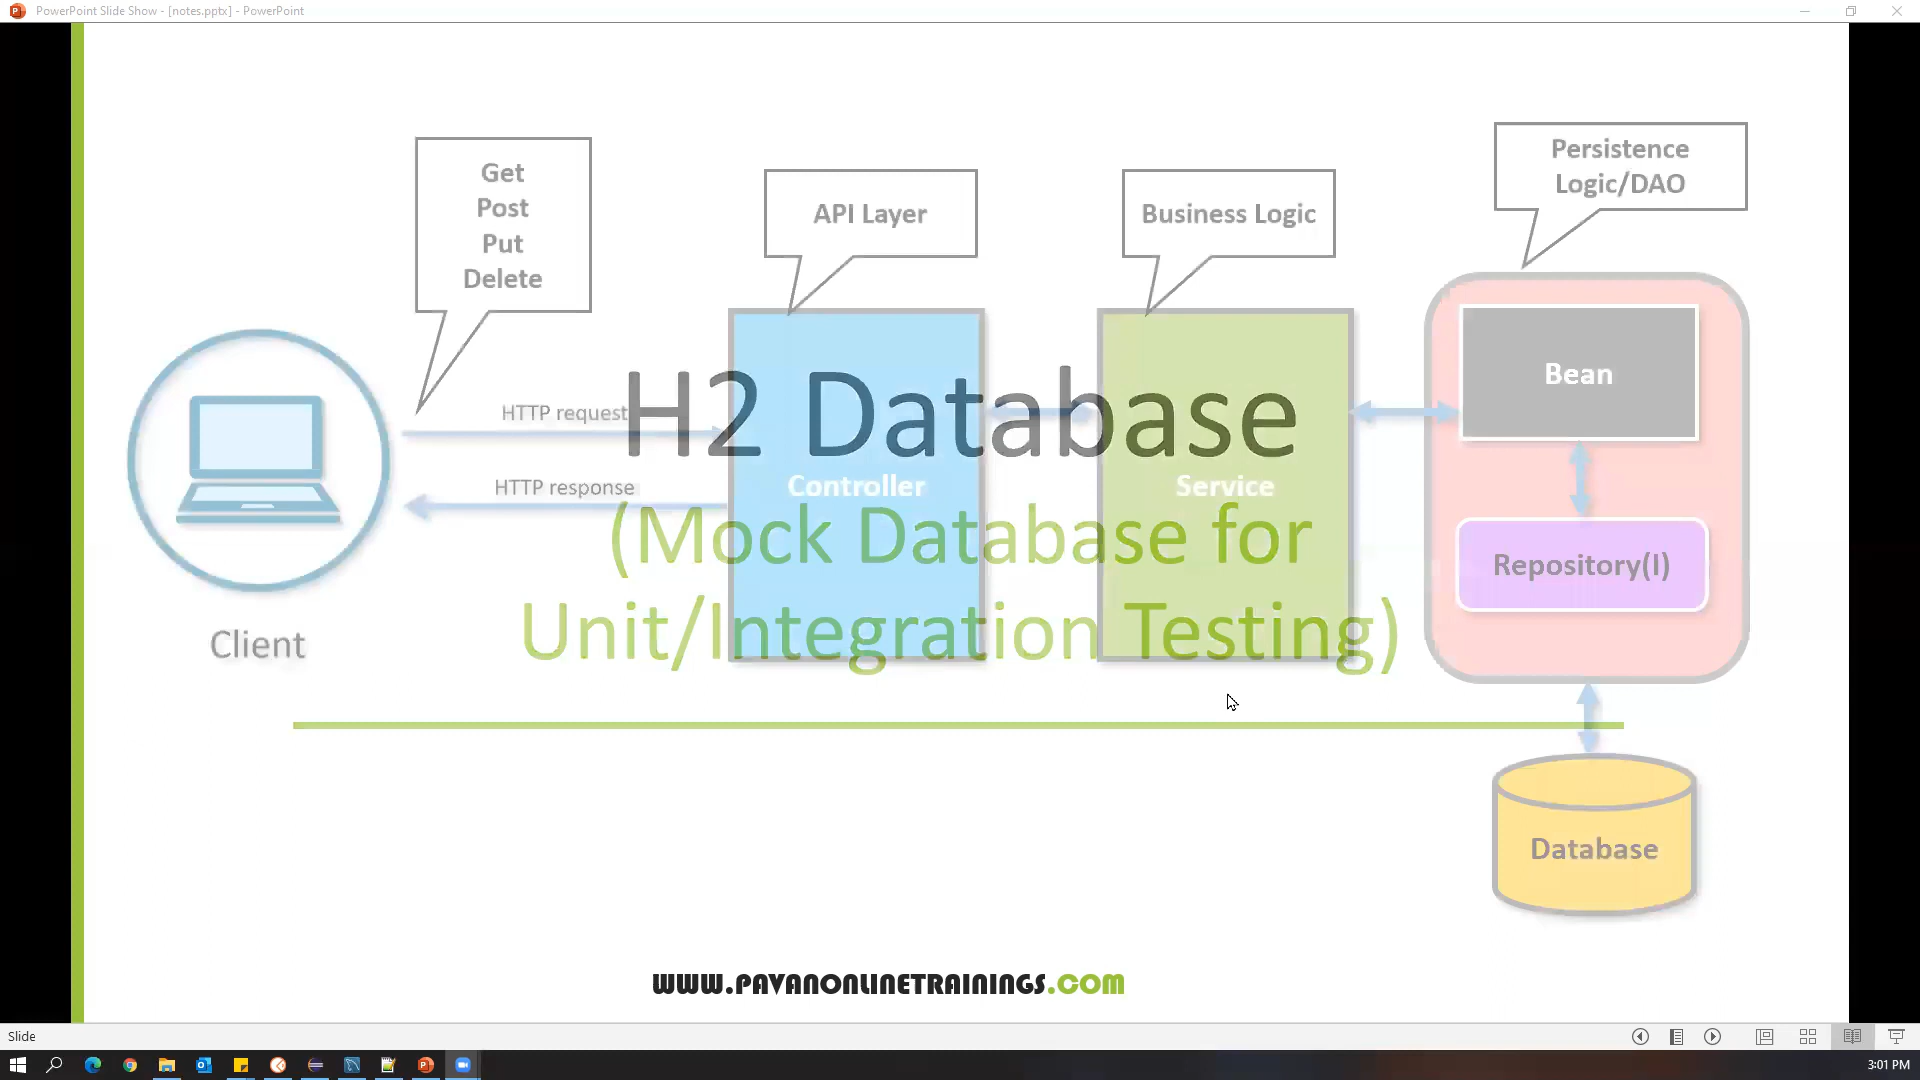 PowerPoint Slide Show - [notes.pptx] - PowerPoint
Get
Post
Put
Delete
API Layer
Business Logic
Persistence
Logic/DAO
HTTP request
HTTP response
Client
Controller
Service
Bean
Repository(I)
Database
H2 Database
(Mock Database for
Unit/Integration Testing)
WWW.PAVANONLINETRAININGS.COM
Slide
3:01 PM